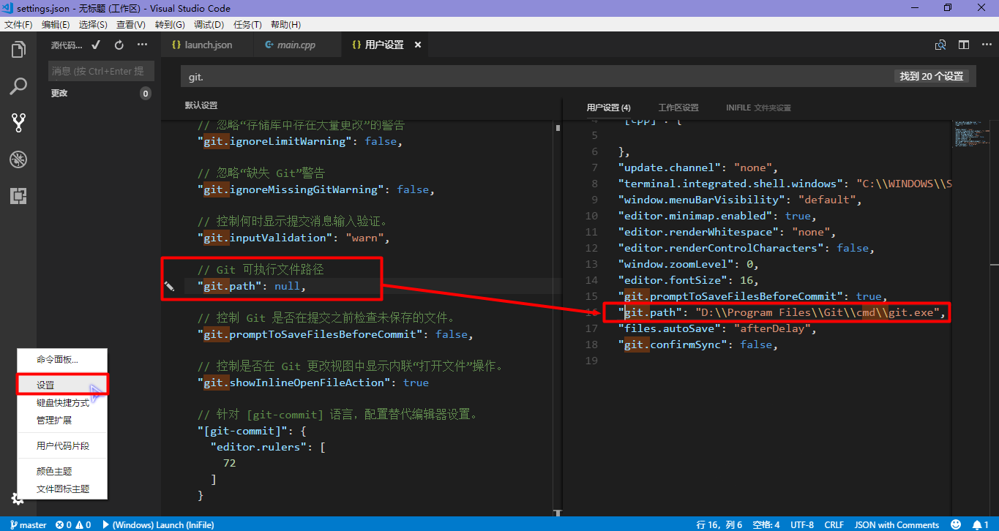 settings.json - 无标题 (工作区) - Visual Studio Code
文件(F) 编辑(E) 选择(S) 查看(V) 转到(G) 调试(D) 任务(T) 帮助(H)
源代码...
launch.json
main.cpp
用户设置
消息 (按 Ctrl+Enter 提
更改 0
git.
找到 20 个设置
默认设置
// 忽略“存储库中存在大量更改”的警告
"git.ignoreLimitWarning": false,
// 忽略“缺失 Git”警告
"git.ignoreMissingGitWarning": false,
// 控制何时显示提交消息输入验证。
"git.inputValidation": "warn",
// Git 可执行文件路径
"git.path": null,
// 控制 Git 是否在提交之前检查未保存的文件。
"git.promptToSaveFilesBeforeCommit": false,
// 控制是否在 Git 更改视图中显示内联“打开文件”操作。
"git.showInlineOpenFileAction": true
// 针对 [git-commit] 语言，配置替代编辑器设置。
"[git-commit]": {
"editor.rulers": [
72
]
}
用户设置 (4) 工作区设置 INIFILE 文件夹设置
4 "[cpp]": {
5
6 },
7 "update.channel": "none",
8 "terminal.integrated.shell.windows": "C:\\WINDOWS\\S
9 "window.menuBarVisibility": "default",
10 "editor.minimap.enabled": true,
11 "editor.renderWhitespace": "none",
12 "editor.renderControlCharacters": false,
13 "window.zoomLevel": 0,
14 "editor.fontSize": 16,
15 "git.promptToSaveFilesBeforeCommit": true,
16 "git.path": "D:\\Program Files\\Git\\cmd\\git.exe",
17 "files.autoSave": "afterDelay",
18 "git.confirmSync": false,
19
命令面板...
设置
键盘快捷方式
管理扩展
用户代码片段
颜色主题
文件图标主题
master 0 0 (Windows) Launch (IniFile)
行 16，列 6 空格: 4 UTF-8 CRLF JSON with Comments 1